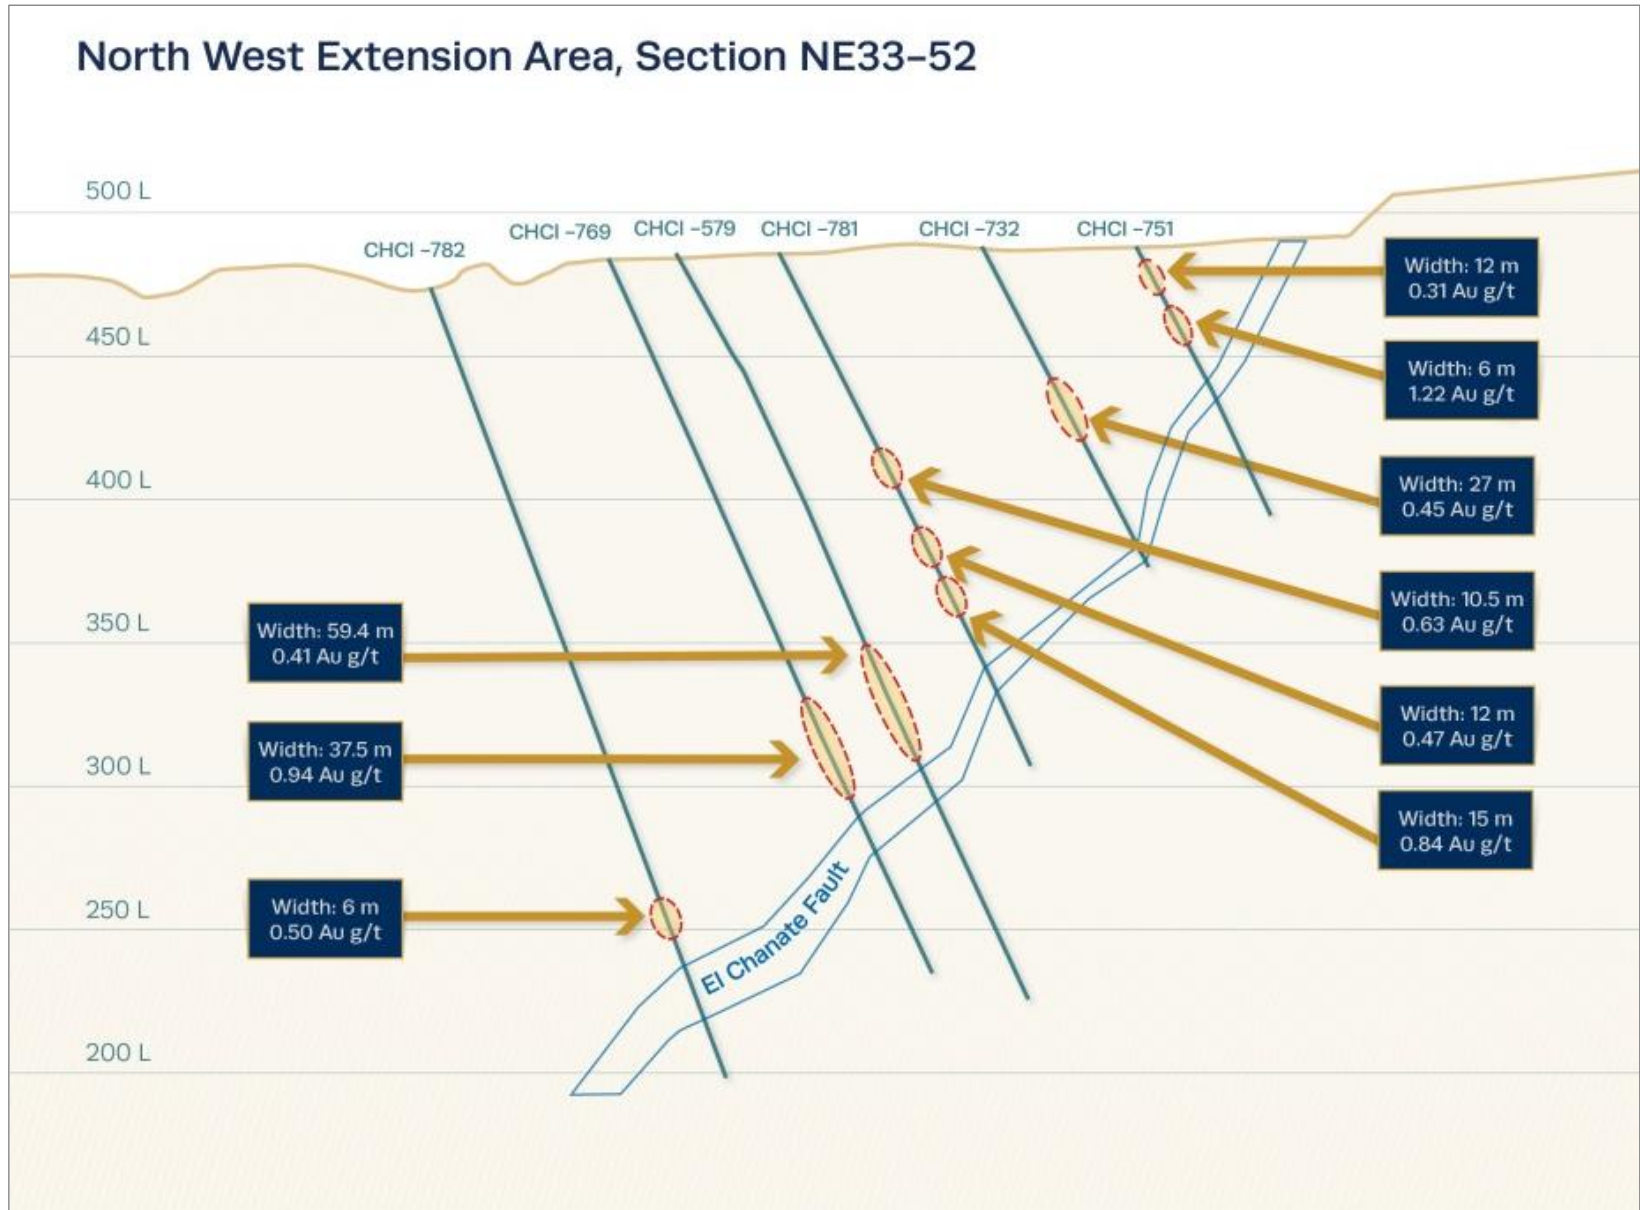 North West Extension Area, Section NE33-52
500 L
CHCI -782
CHCI -769
CHCI -579
CHCI -781
CHCI -732
CHCI -751
Width: 12 m
0.31 Au g/t
450 L
Width: 6 m
1.22 Au g/t
400 L
Width: 27 m
0.45 Au g/t
Width: 10.5 m
0.63 Au g/t
350 L
Width: 59.4 m
0.41 Au g/t
Width: 12 m
0.47 Au g/t
Width: 37.5 m
0.94 Au g/t
300 L
Width: 15 m
0.84 Au g/t
250 L
Width: 6 m
0.50 Au g/t
El Chanate Fault
200 L